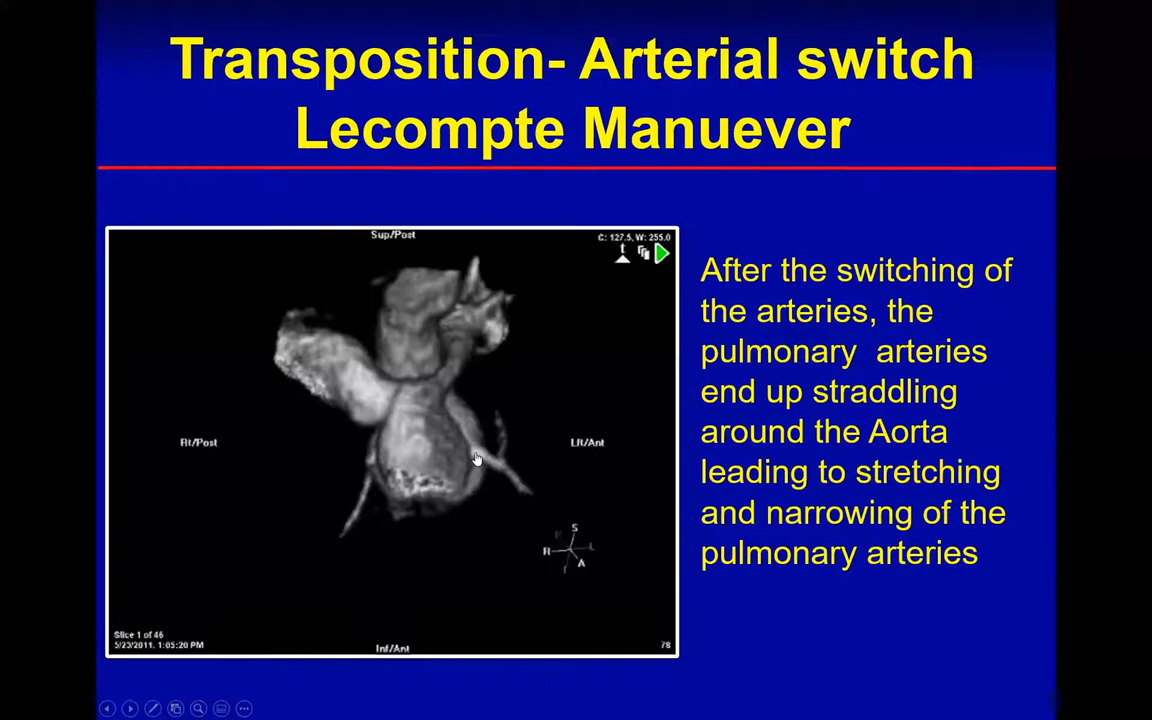 Transposition- Arterial switch
Lecompte Manuever
Sup/Post
C: 127.5, W: 255.0
t
After the switching of
the arteries, the
pulmonary arteries
end up straddling
around the Aorta
leading to stretching
and narrowing of the
pulmonary arteries
Rt/Post
Lft/Ant
S
R
L
A
Slice 1 of 46
5/23/2011, 1:05:20 PM
Inf/Ant
78